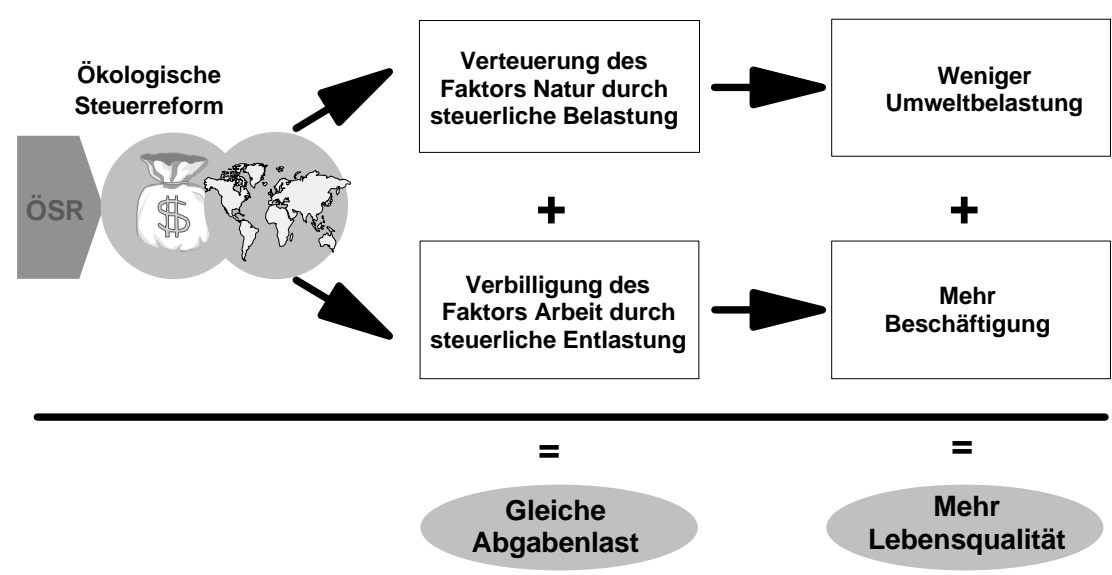 Ökologische
Steuerreform
ÖSR
$
Verteuerung des
Faktors Natur durch
steuerliche Belastung
Weniger
Umweltbelastung
+
+
Verbilligung des
Faktors Arbeit durch
steuerliche Entlastung
Mehr
Beschäftigung
=
=
Gleiche
Abgabenlast
Mehr
Lebensqualität